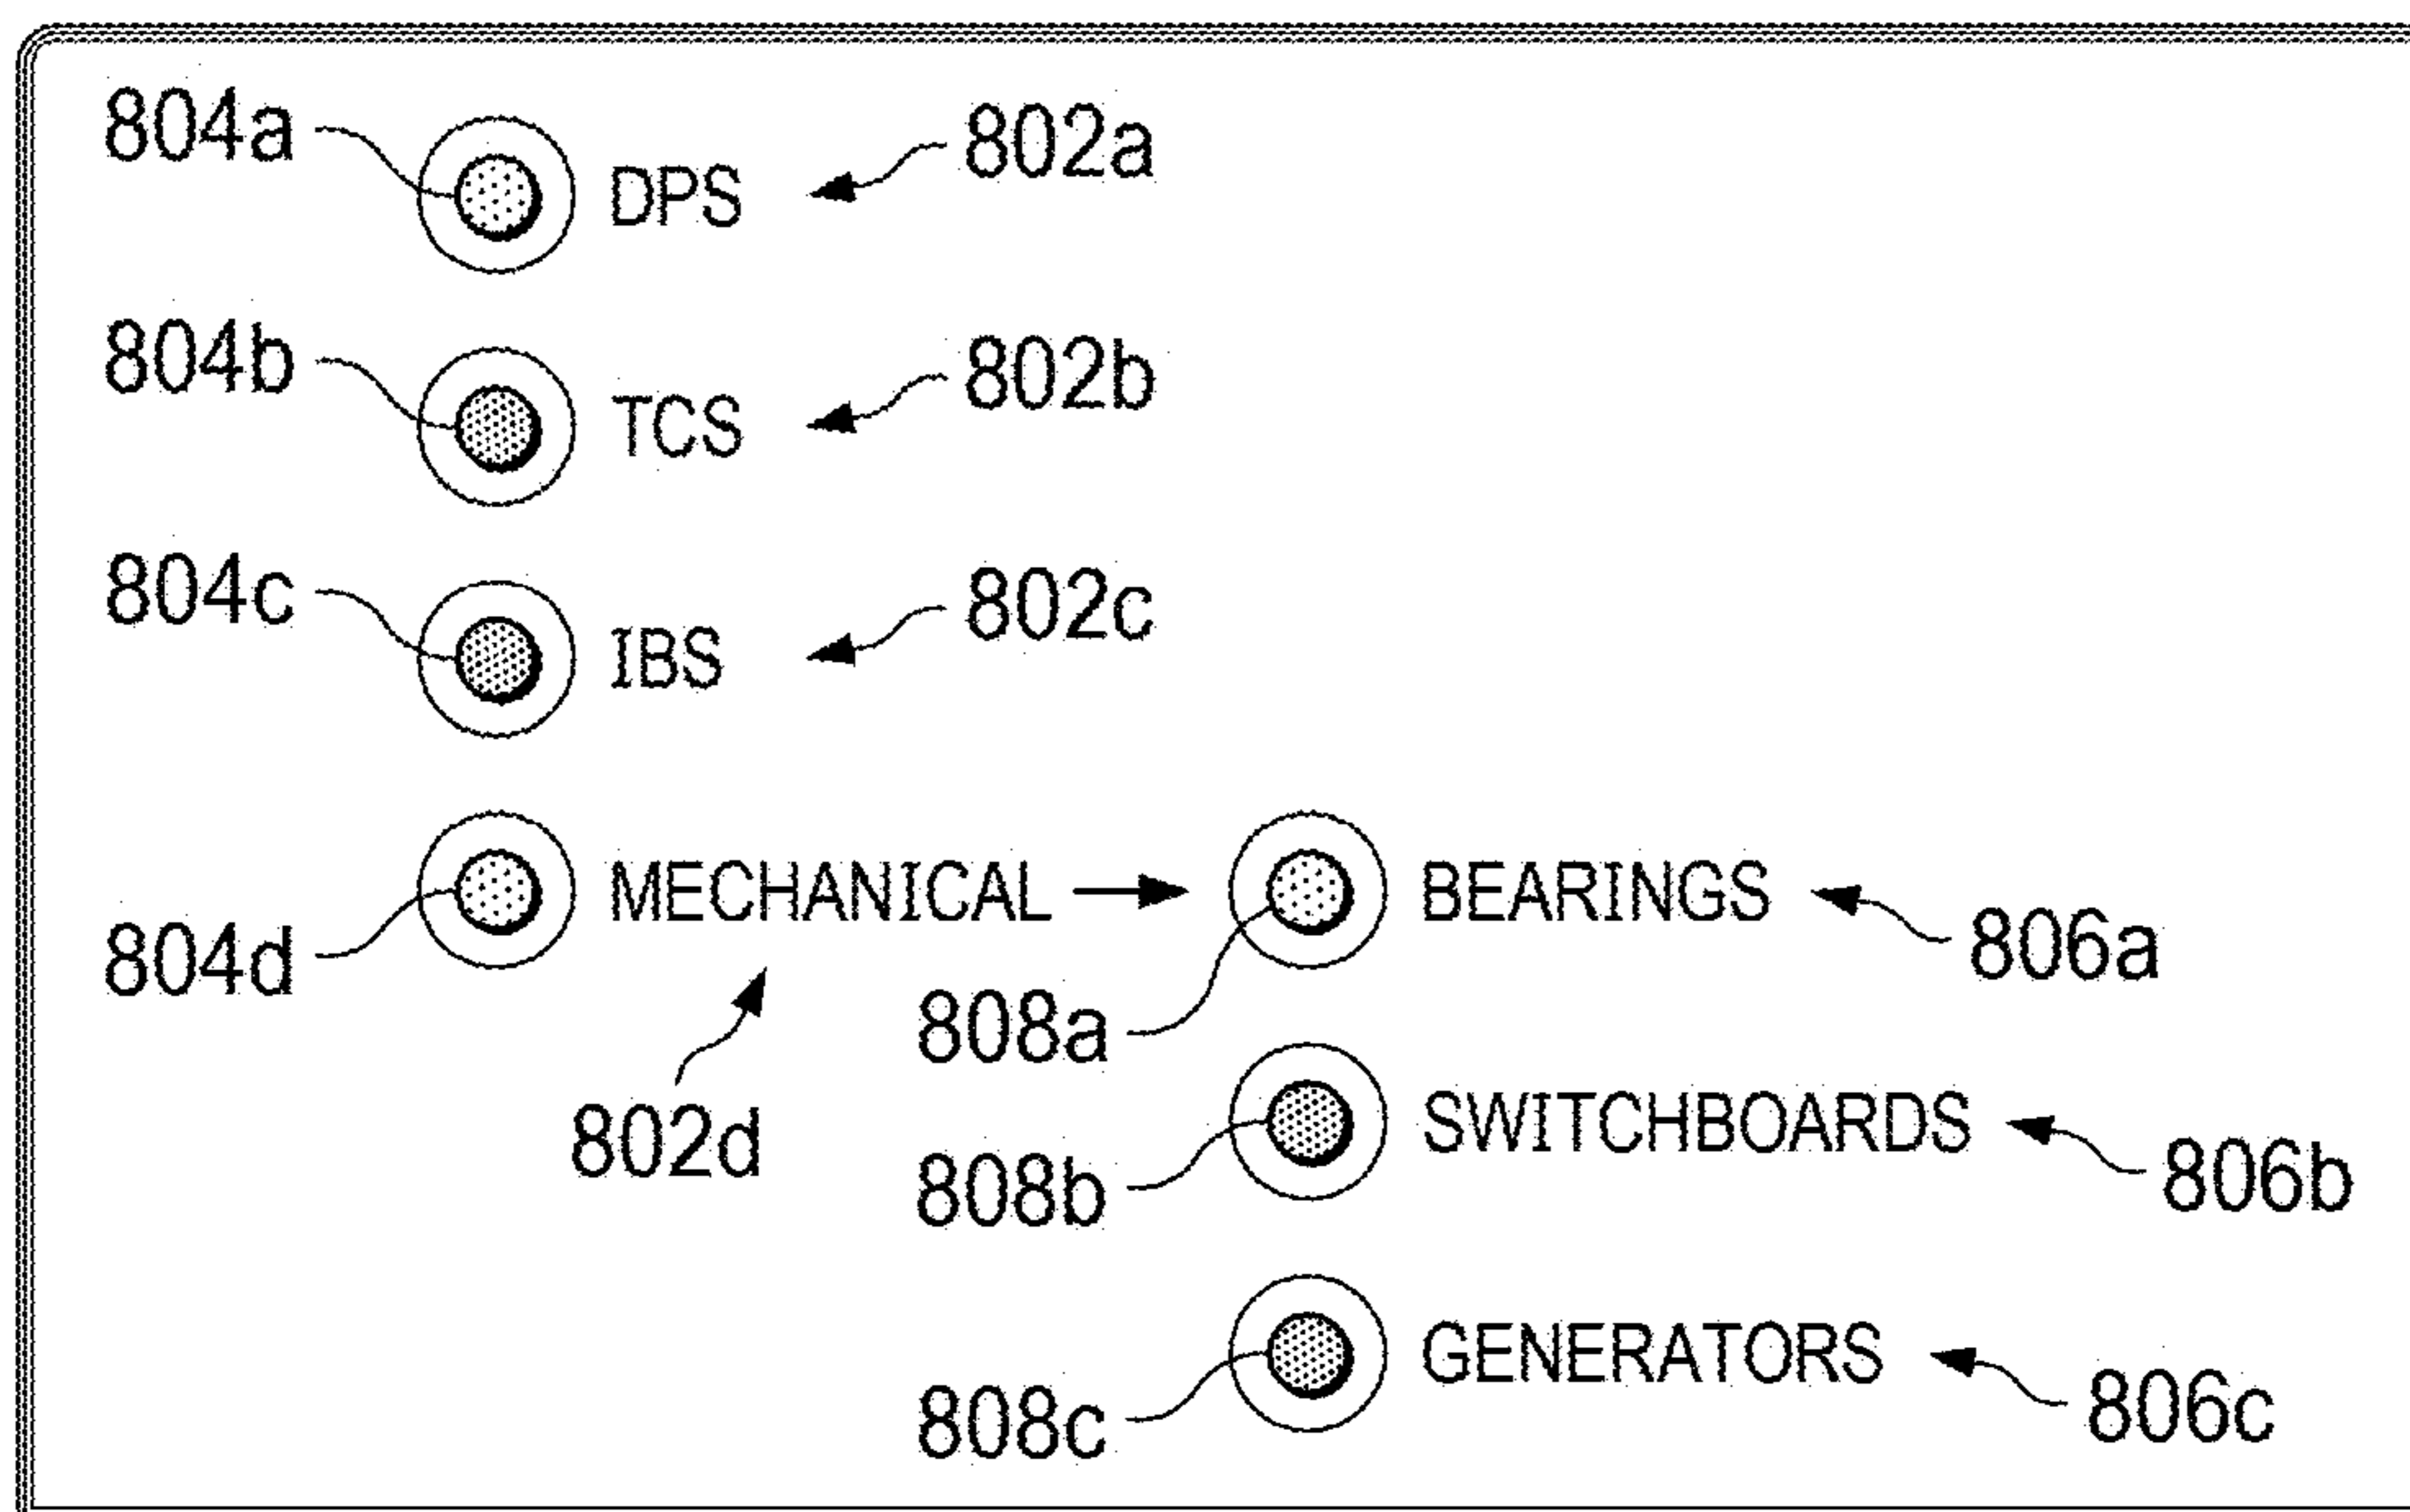 804a DPS 802a
804b TCS 802b
804c IBS 802c
804d MECHANICAL BEARINGS 806a
802d 808a
808b SWITCHBOARDS 806b
808c GENERATORS 806c